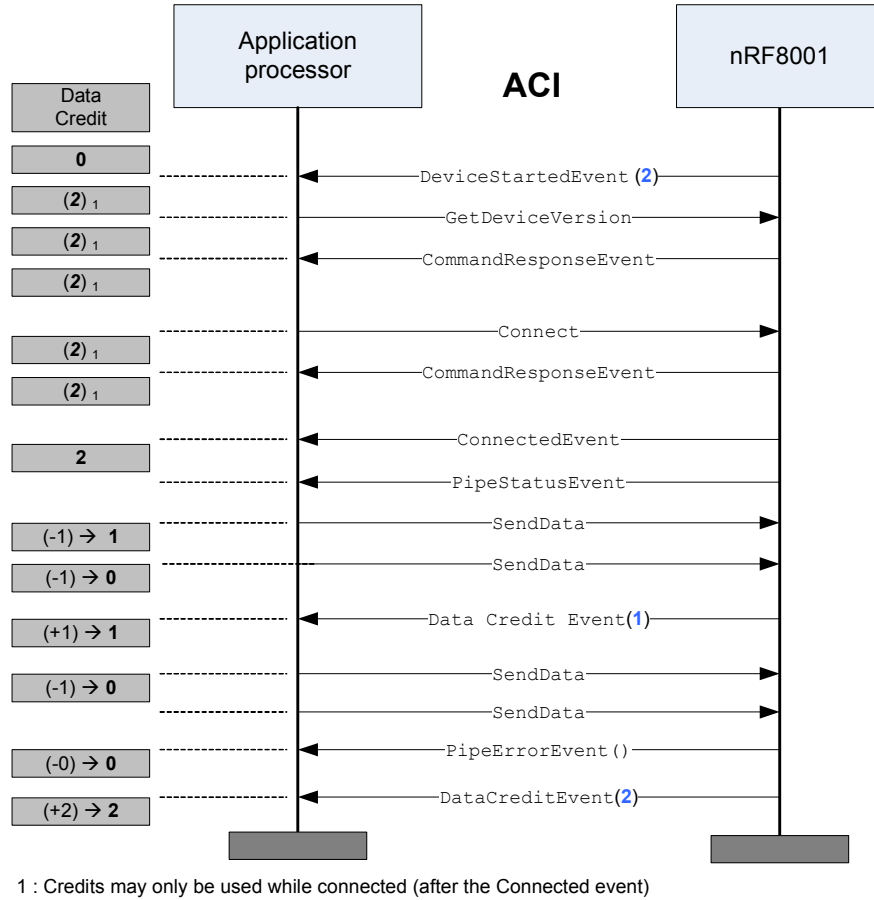 Application
processor
ACI
nRF8001
Data
Credit
0
DeviceStartedEvent (2)
(2) 1
GetDeviceVersion
(2) 1
CommandResponseEvent
(2) 1
Connect
(2) 1
CommandResponseEvent
(2) 1
ConnectedEvent
2
PipeStatusEvent
SendData
(-1) → 1
SendData
(-1) → 0
Data Credit Event(1)
(+1) → 1
SendData
(-1) → 0
SendData
PipeErrorEvent()
(-0) → 0
DataCreditEvent(2)
(+2) → 2
1 : Credits may only be used while connected (after the Connected event)